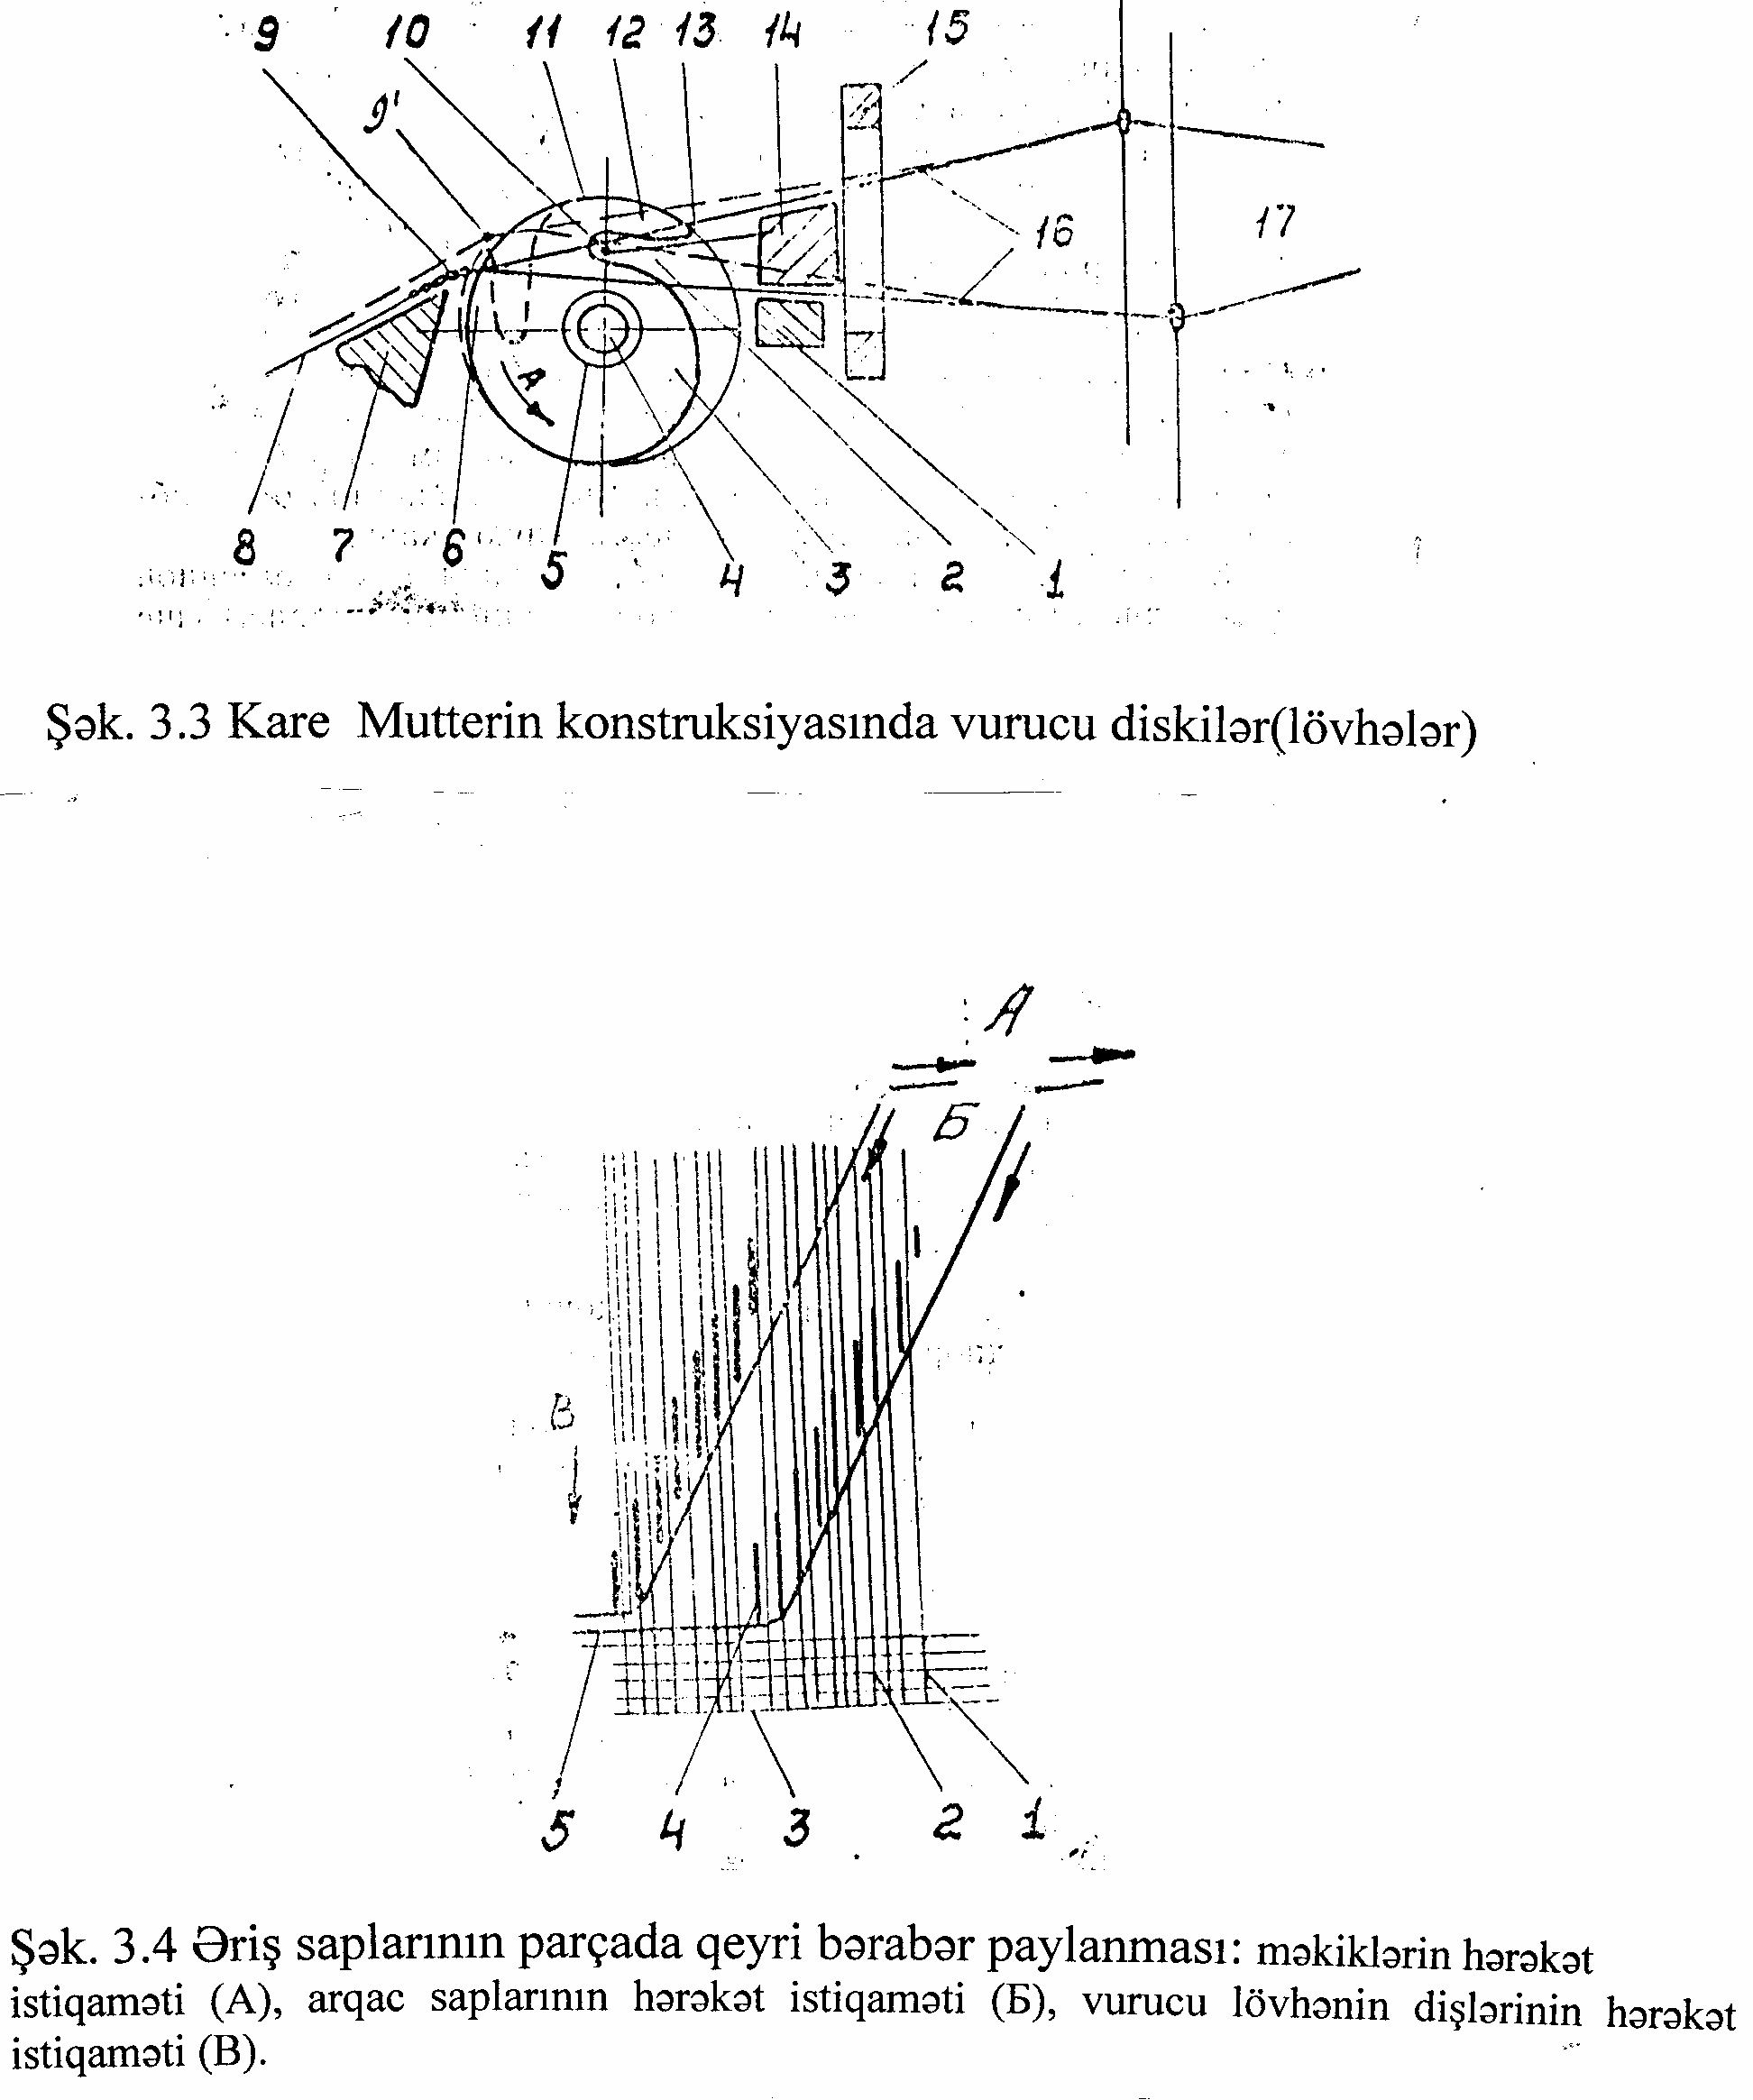 9 10 11 12 13 14 15
9'
16 17
A
8 7 6 5 4 3 2 1
Şək. 3.3 Kare Mutterin konstruksiyasında vurucu diskilər(lövhələr)
A
Б
B
5 4 3 2 1
Şək. 3.4 Əriş saplarının parçada qeyri bərabər paylanması: məkiklərin hərəkət
istiqaməti (A), arqac saplarının hərəkət istiqaməti (Б), vurucu lövhənin dişlərinin hərəkət
istiqaməti (B).